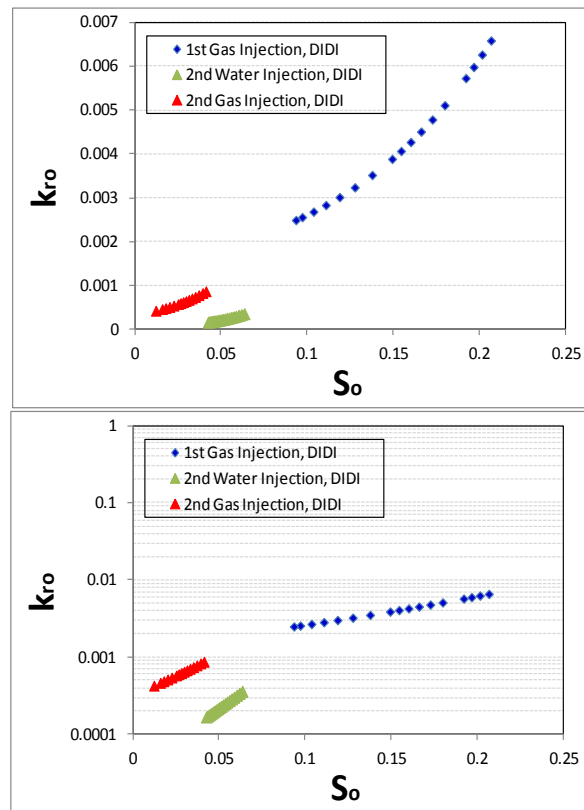 0.007
0.006
0.005
0.004
0.003
0.002
0.001
0
kro
1st Gas Injection, DIDI
2nd Water Injection, DIDI
2nd Gas Injection, DIDI
0 0.05 0.1 0.15 0.2 0.25
So
1
0.1
0.01
0.001
0.0001
kro
1st Gas Injection, DIDI
2nd Water Injection, DIDI
2nd Gas Injection, DIDI
0 0.05 0.1 0.15 0.2 0.25
So